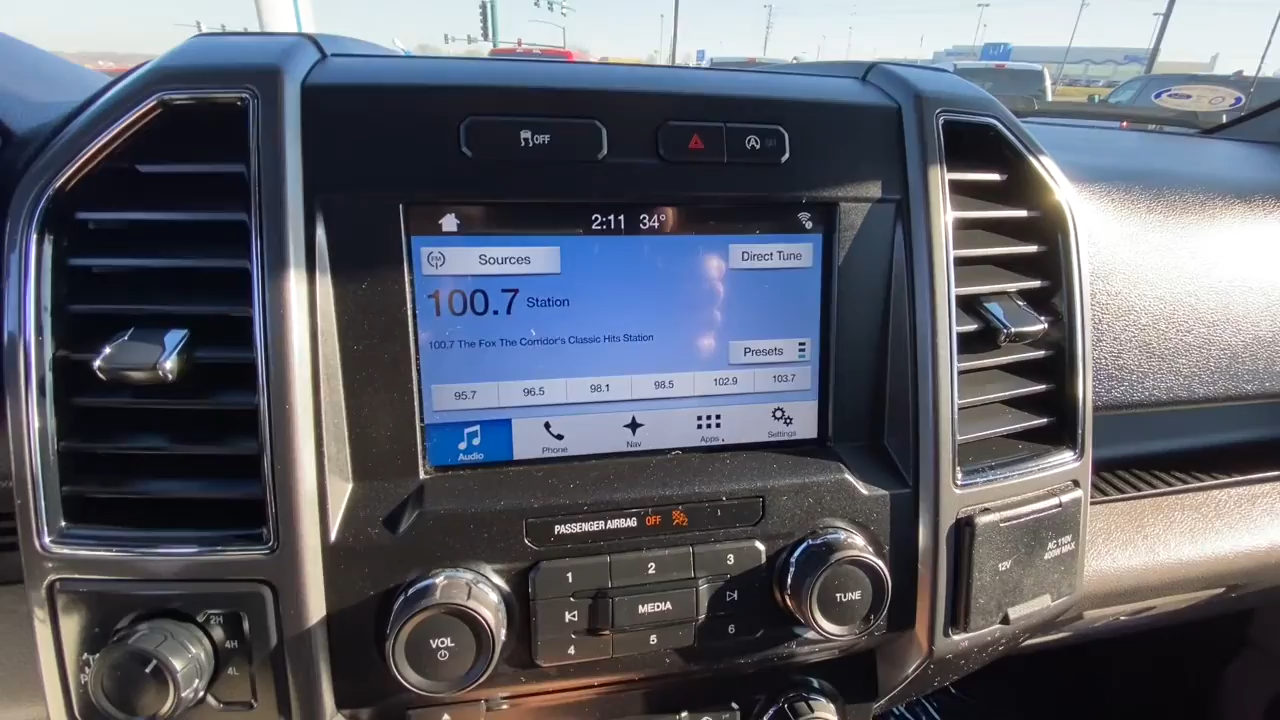 OFF
2:11 34°
FM Sources
Direct Tune
100.7 Station
100.7 The Fox The Corridor's Classic Hits Station
Presets
95.7 96.5 98.1 98.5 102.9 103.7
Audio Phone Nav Apps Settings
PASSENGER AIRBAG OFF
1 2 3
MEDIA
4 5 6
VOL
TUNE
2H
4H
4L
12V
AC 110V
400W MAX